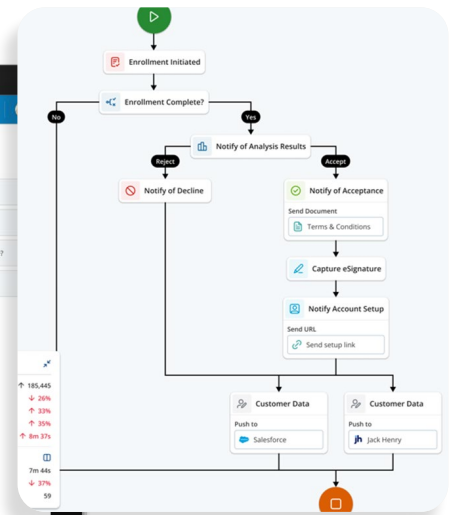 Enrollment Initiated
Enrollment Complete?
No
Yes
Notify of Analysis Results
Reject
Accept
Notify of Decline
Notify of Acceptance
Send Document
Terms & Conditions
Capture eSignature
Notify Account Setup
Send URL
Send setup link
?
↑ 185,445
↓ 26%
↑ 33%
↑ 35%
↑ 8m 37s
7m 44s
↓ 37%
59
Customer Data
Push to
Salesforce
Customer Data
Push to
jh Jack Henry